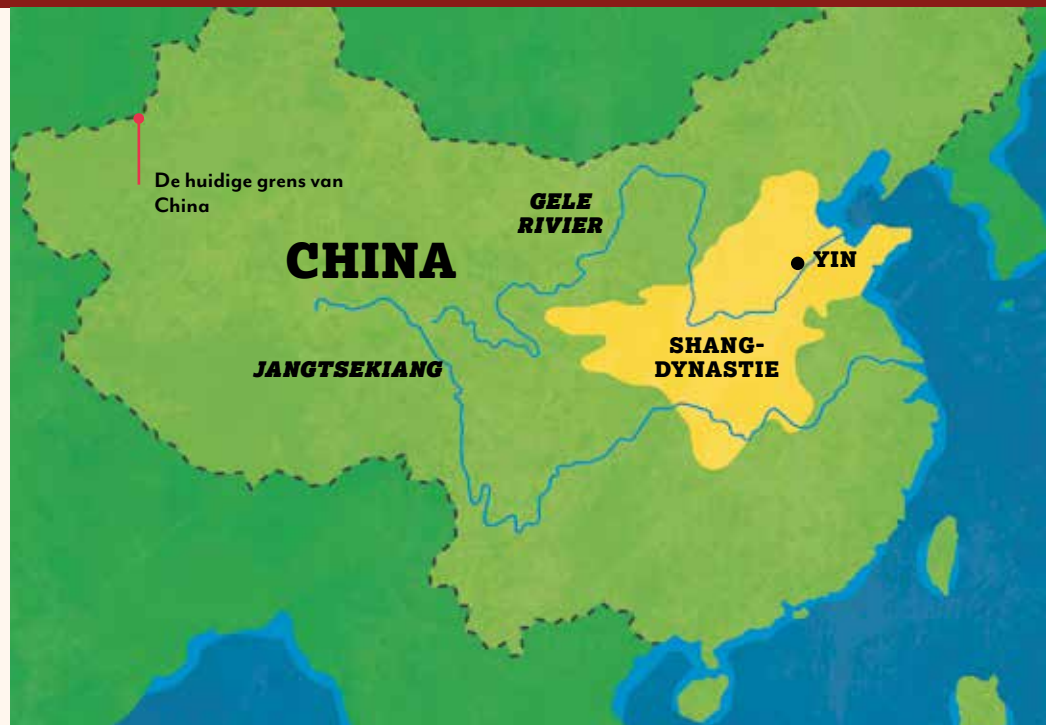 De huidige grens van
China
GELE
RIVIER
CHINA
YIN
SHANG-
DYNASTIE
JANGTSEKIANG